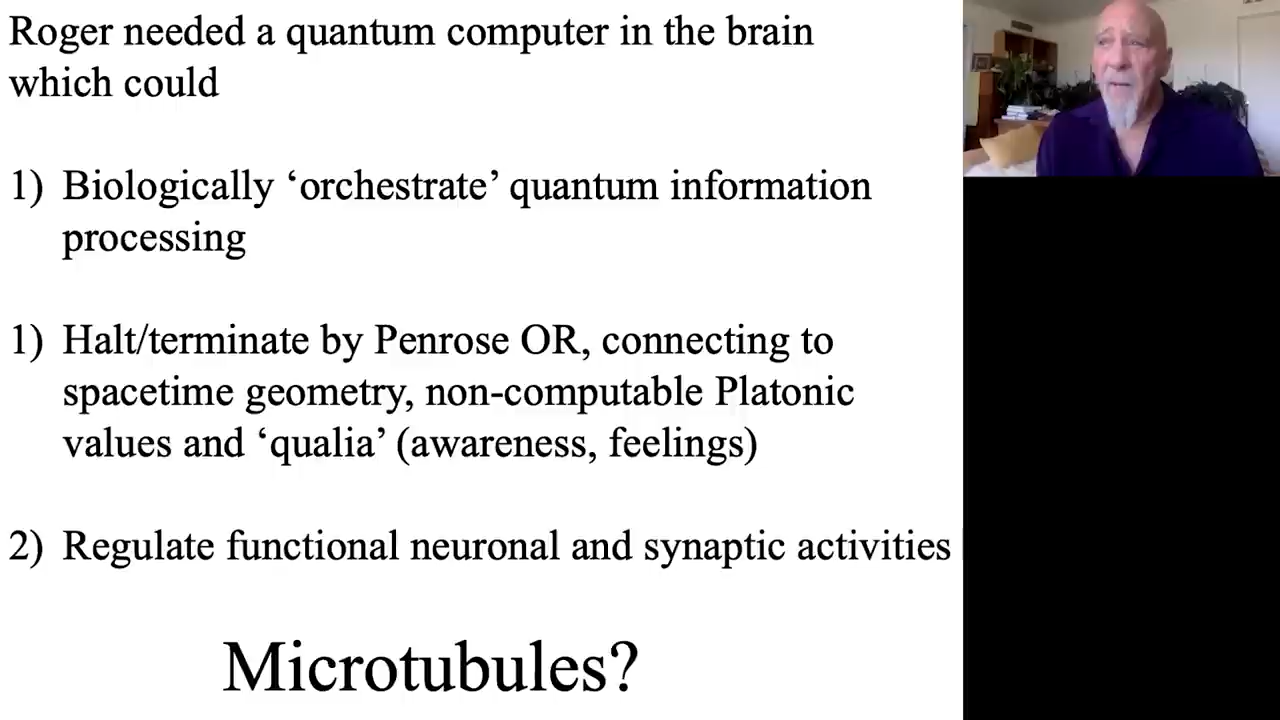 Roger needed a quantum computer in the brain
which could
1) Biologically ‘orchestrate’ quantum information
processing
1) Halt/terminate by Penrose OR, connecting to
spacetime geometry, non-computable Platonic
values and ‘qualia’ (awareness, feelings)
2) Regulate functional neuronal and synaptic activities
Microtubules?